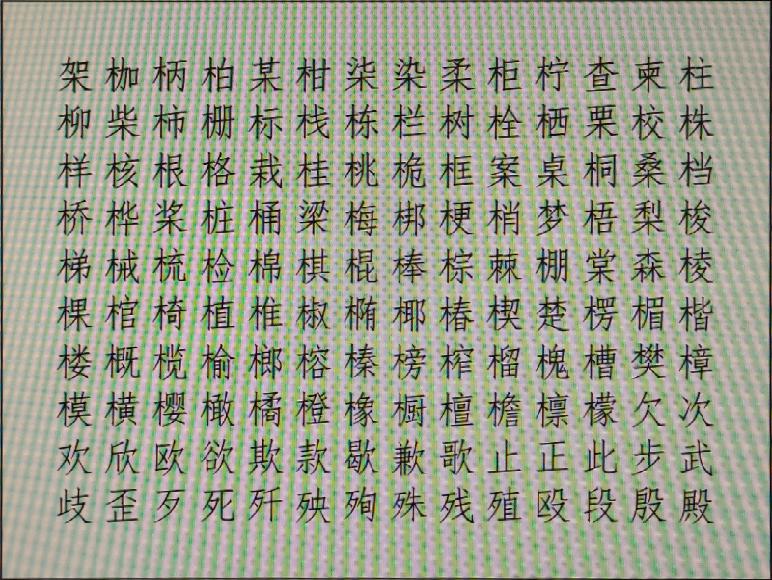 架 枷 柄 柏 某 柑 柒 染 柔 柜 柠 查 柬 柱
柳 柴 柿 栅 标 栈 栋 栏 树 栓 栖 栗 校 株
样 核 根 格 栽 桂 桃 桅 框 案 桌 桐 桑 档
桥 桦 桨 桩 桶 梁 梅 梆 梗 梢 梦 梧 梨 梭
梯 械 梳 检 棉 棋 棍 棒 棕 棘 棚 棠 森 棱
棵 棺 椅 植 椎 椒 椭 椰 椿 楔 楚 楞 楣 楷
楼 概 榄 榆 榔 榕 榛 榜 榨 榴 槐 槽 樊 樟
模 横 樱 橄 橘 橙 橡 橱 檀 檐 檩 檬 欠 次
欢 欣 欧 欲 欺 款 歇 歉 歌 止 正 此 步 武
歧 歪 歹 死 歼 殃 殉 殊 残 殖 殴 段 殷 殿